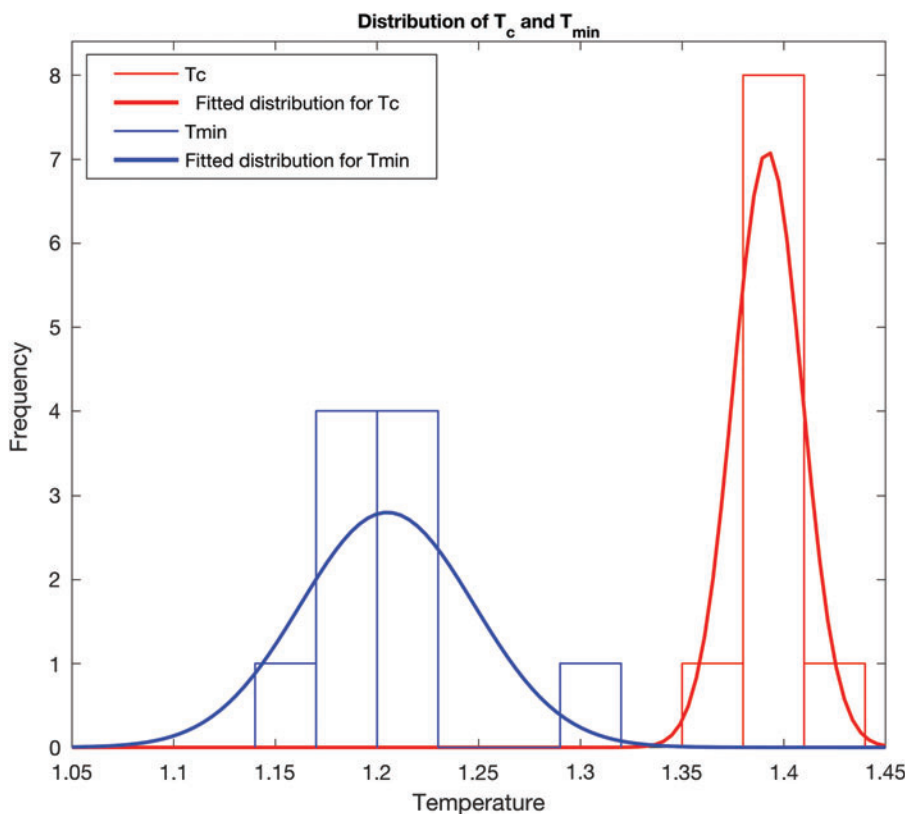 Distribution of T_c and T_min
Tc
Fitted distribution for Tc
Tmin
Fitted distribution for Tmin
Frequency
8
7
6
5
4
3
2
1
0
1.05 1.1 1.15 1.2 1.25 1.3 1.35 1.4 1.45
Temperature